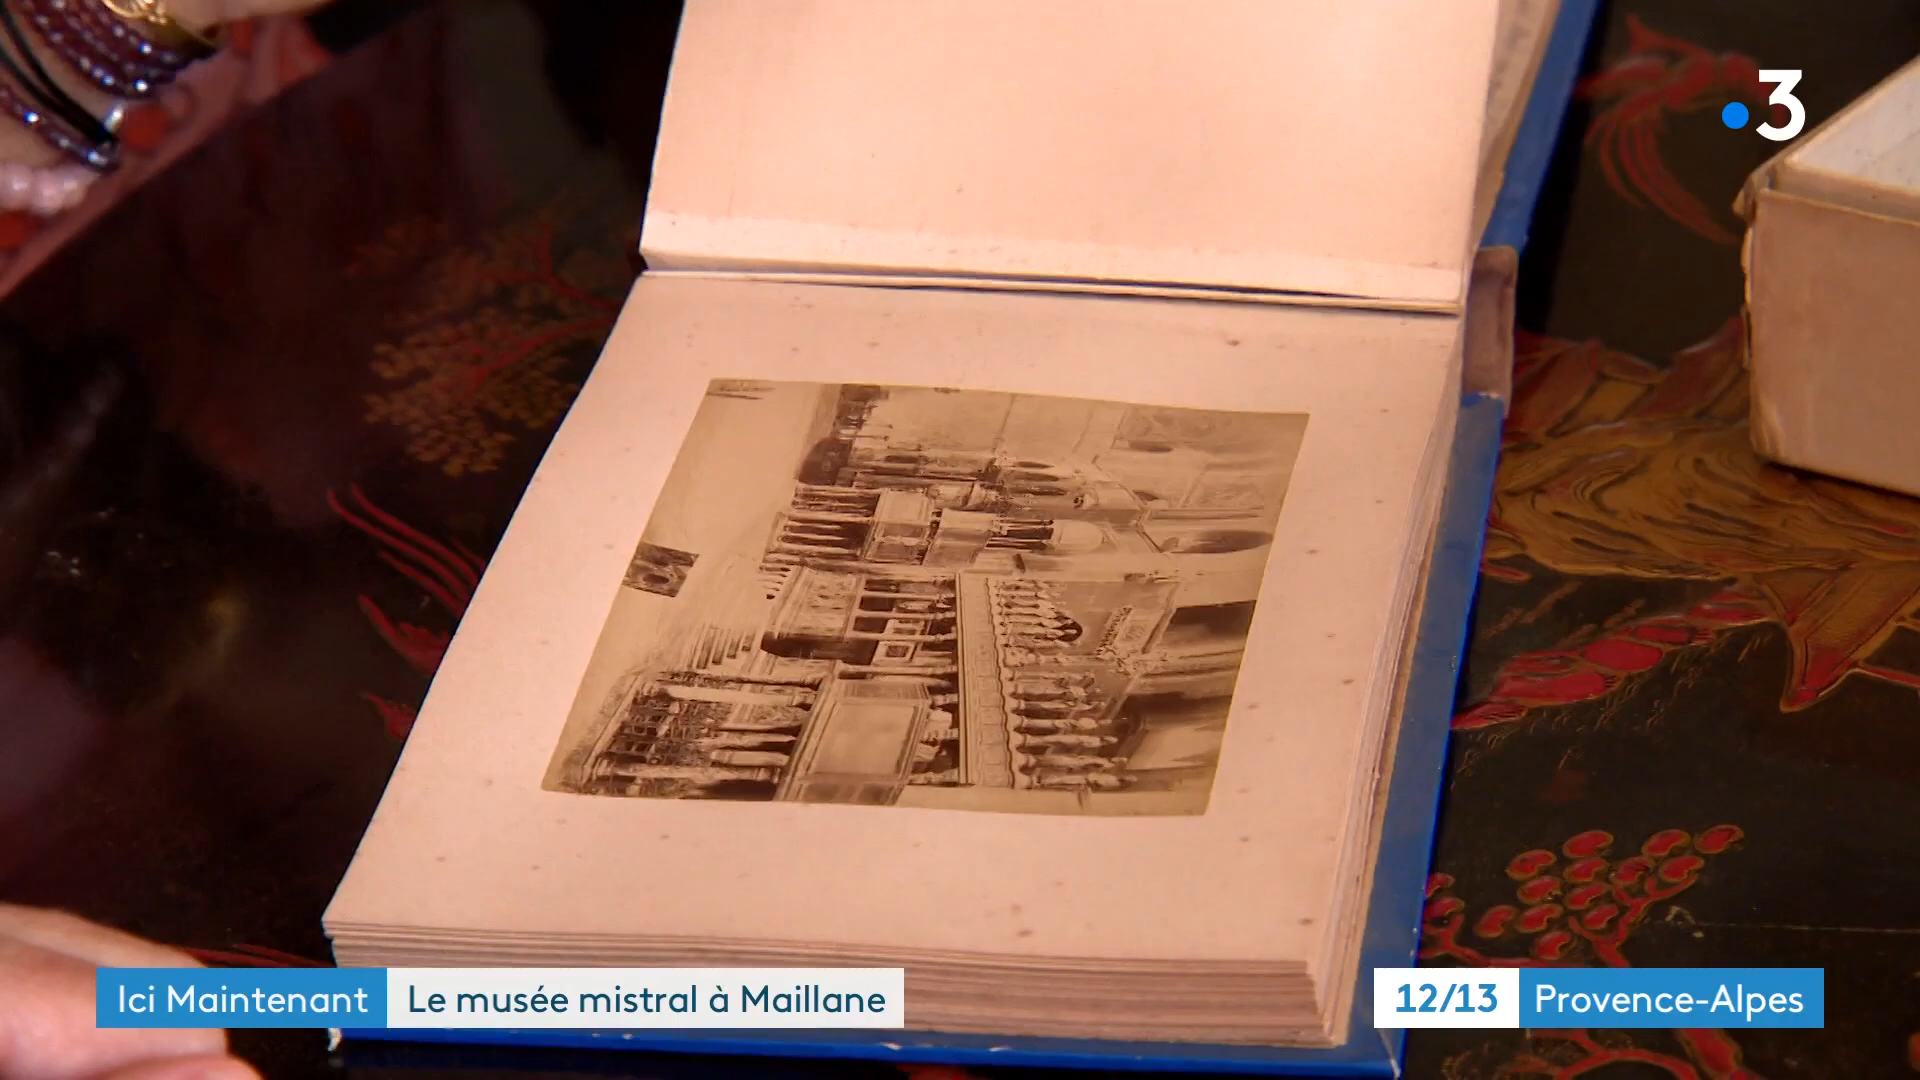 3
Ici Maintenant Le musée mistral à Maillane
12/13 Provence-Alpes